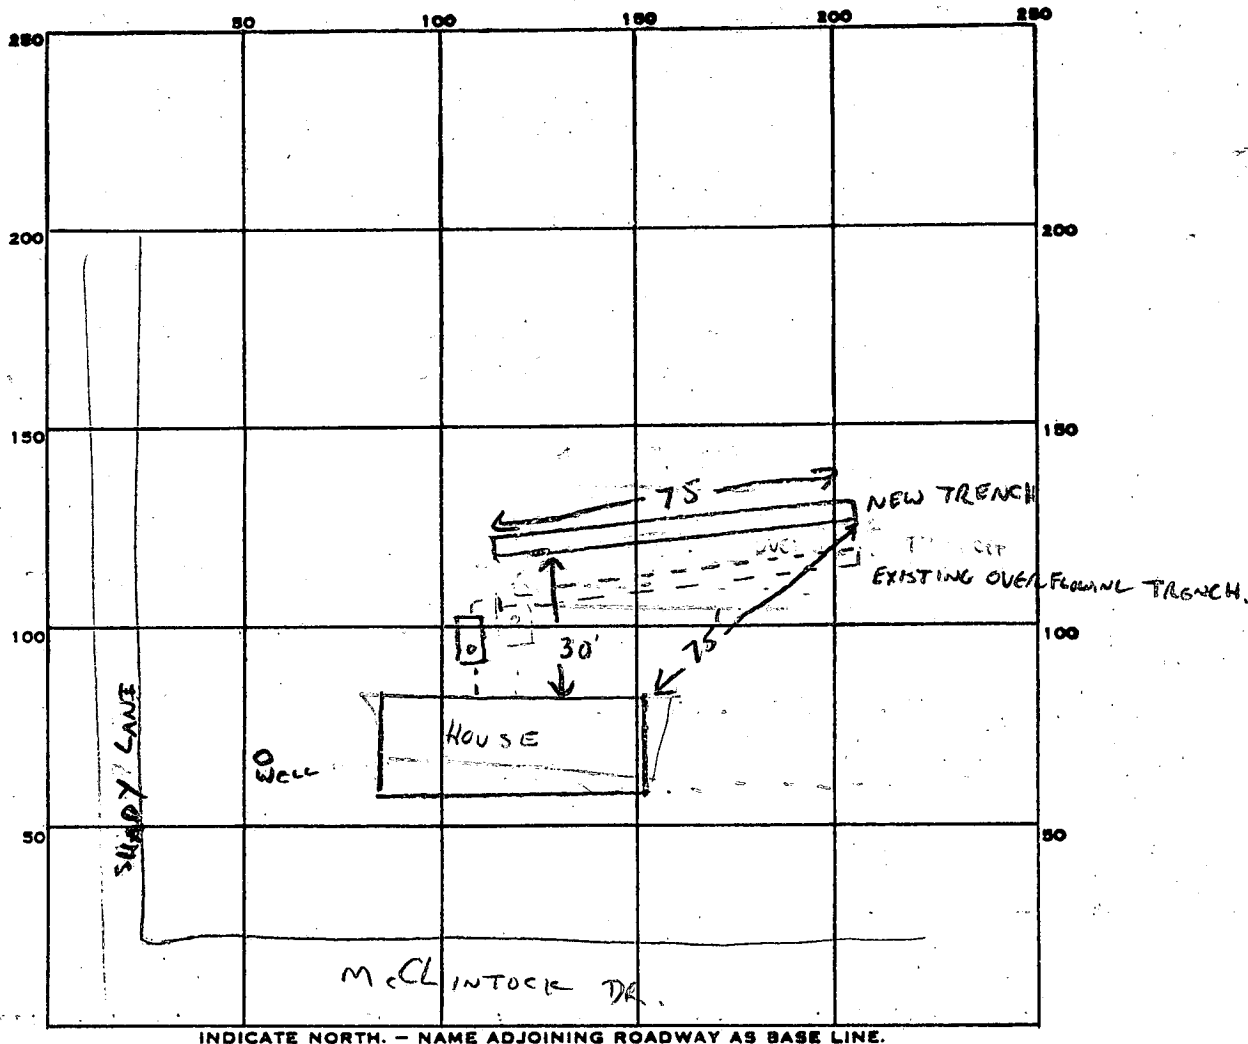 50 100 150 200 250
250
200 200
150 150
75
NEW TRENCH
EXISTING OVERFLOWING TRENCH.
100 100
30'
75
HOUSE
WELL
SHADY LANE
50 50
McCLINTOCK DR.
INDICATE NORTH. — NAME ADJOINING ROADWAY AS BASE LINE.